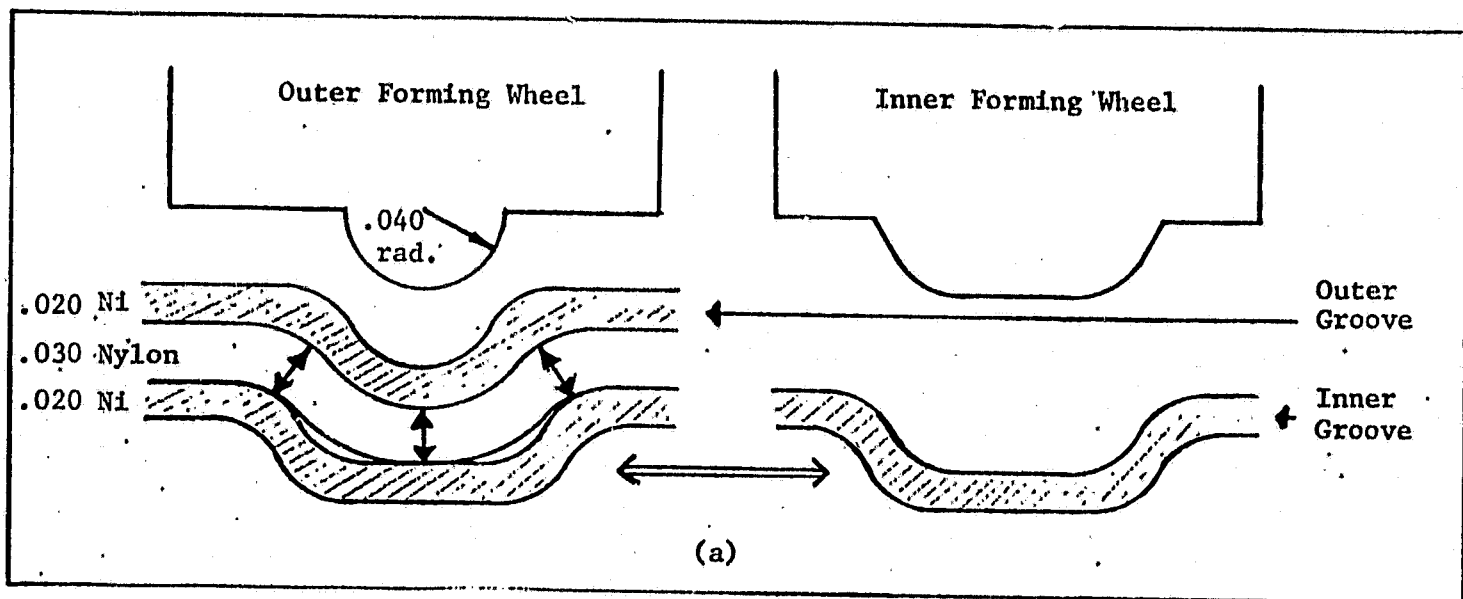 Outer Forming Wheel
Inner Forming Wheel
.040
rad.
.020 Ni
Outer
Groove
.030 Nylon
.020 Ni
Inner
Groove
(a)